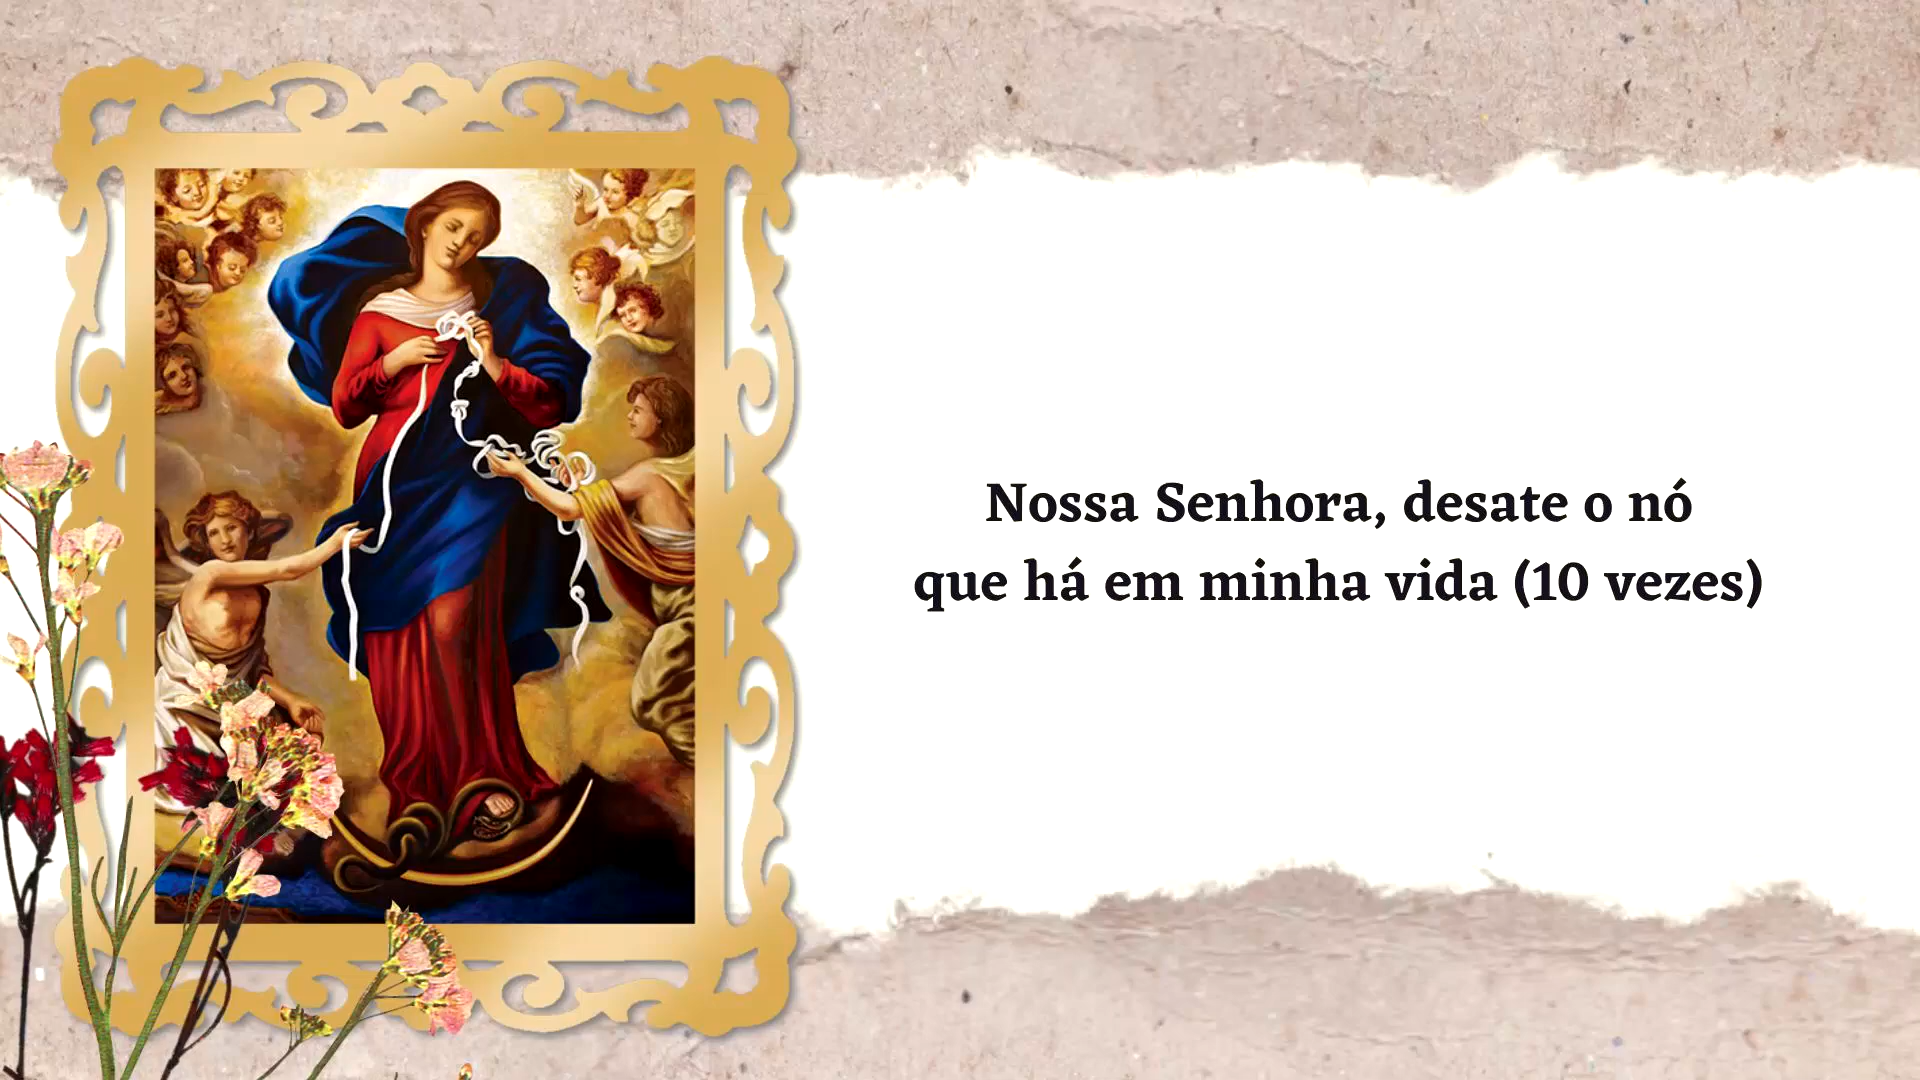 Nossa Senhora, desate o nó
que há em minha vida (10 vezes)